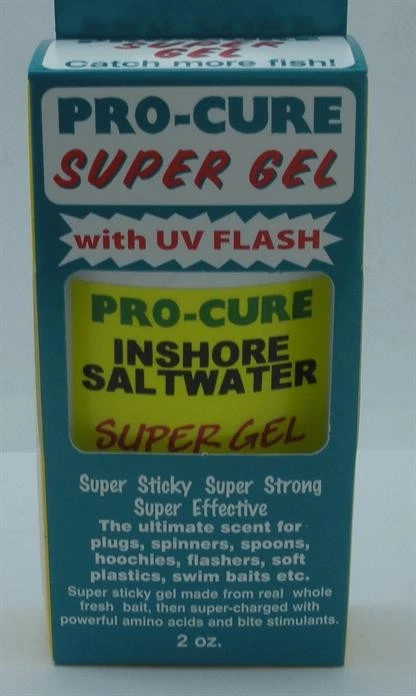 SUPER
GEL
Catch more fish!
PRO-CURE
SUPER GEL
with UV FLASH
PRO-CURE
INSHORE
SALTWATER
SUPER GEL
Super Sticky Super Strong
Super Effective
The ultimate scent for
plugs, spinners, spoons,
hoochies, flashers, soft
plastics, swim baits etc.
Super sticky gel made from real whole
fresh bait, then super-charged with
powerful amino acids and bite stimulants.
2 oz.